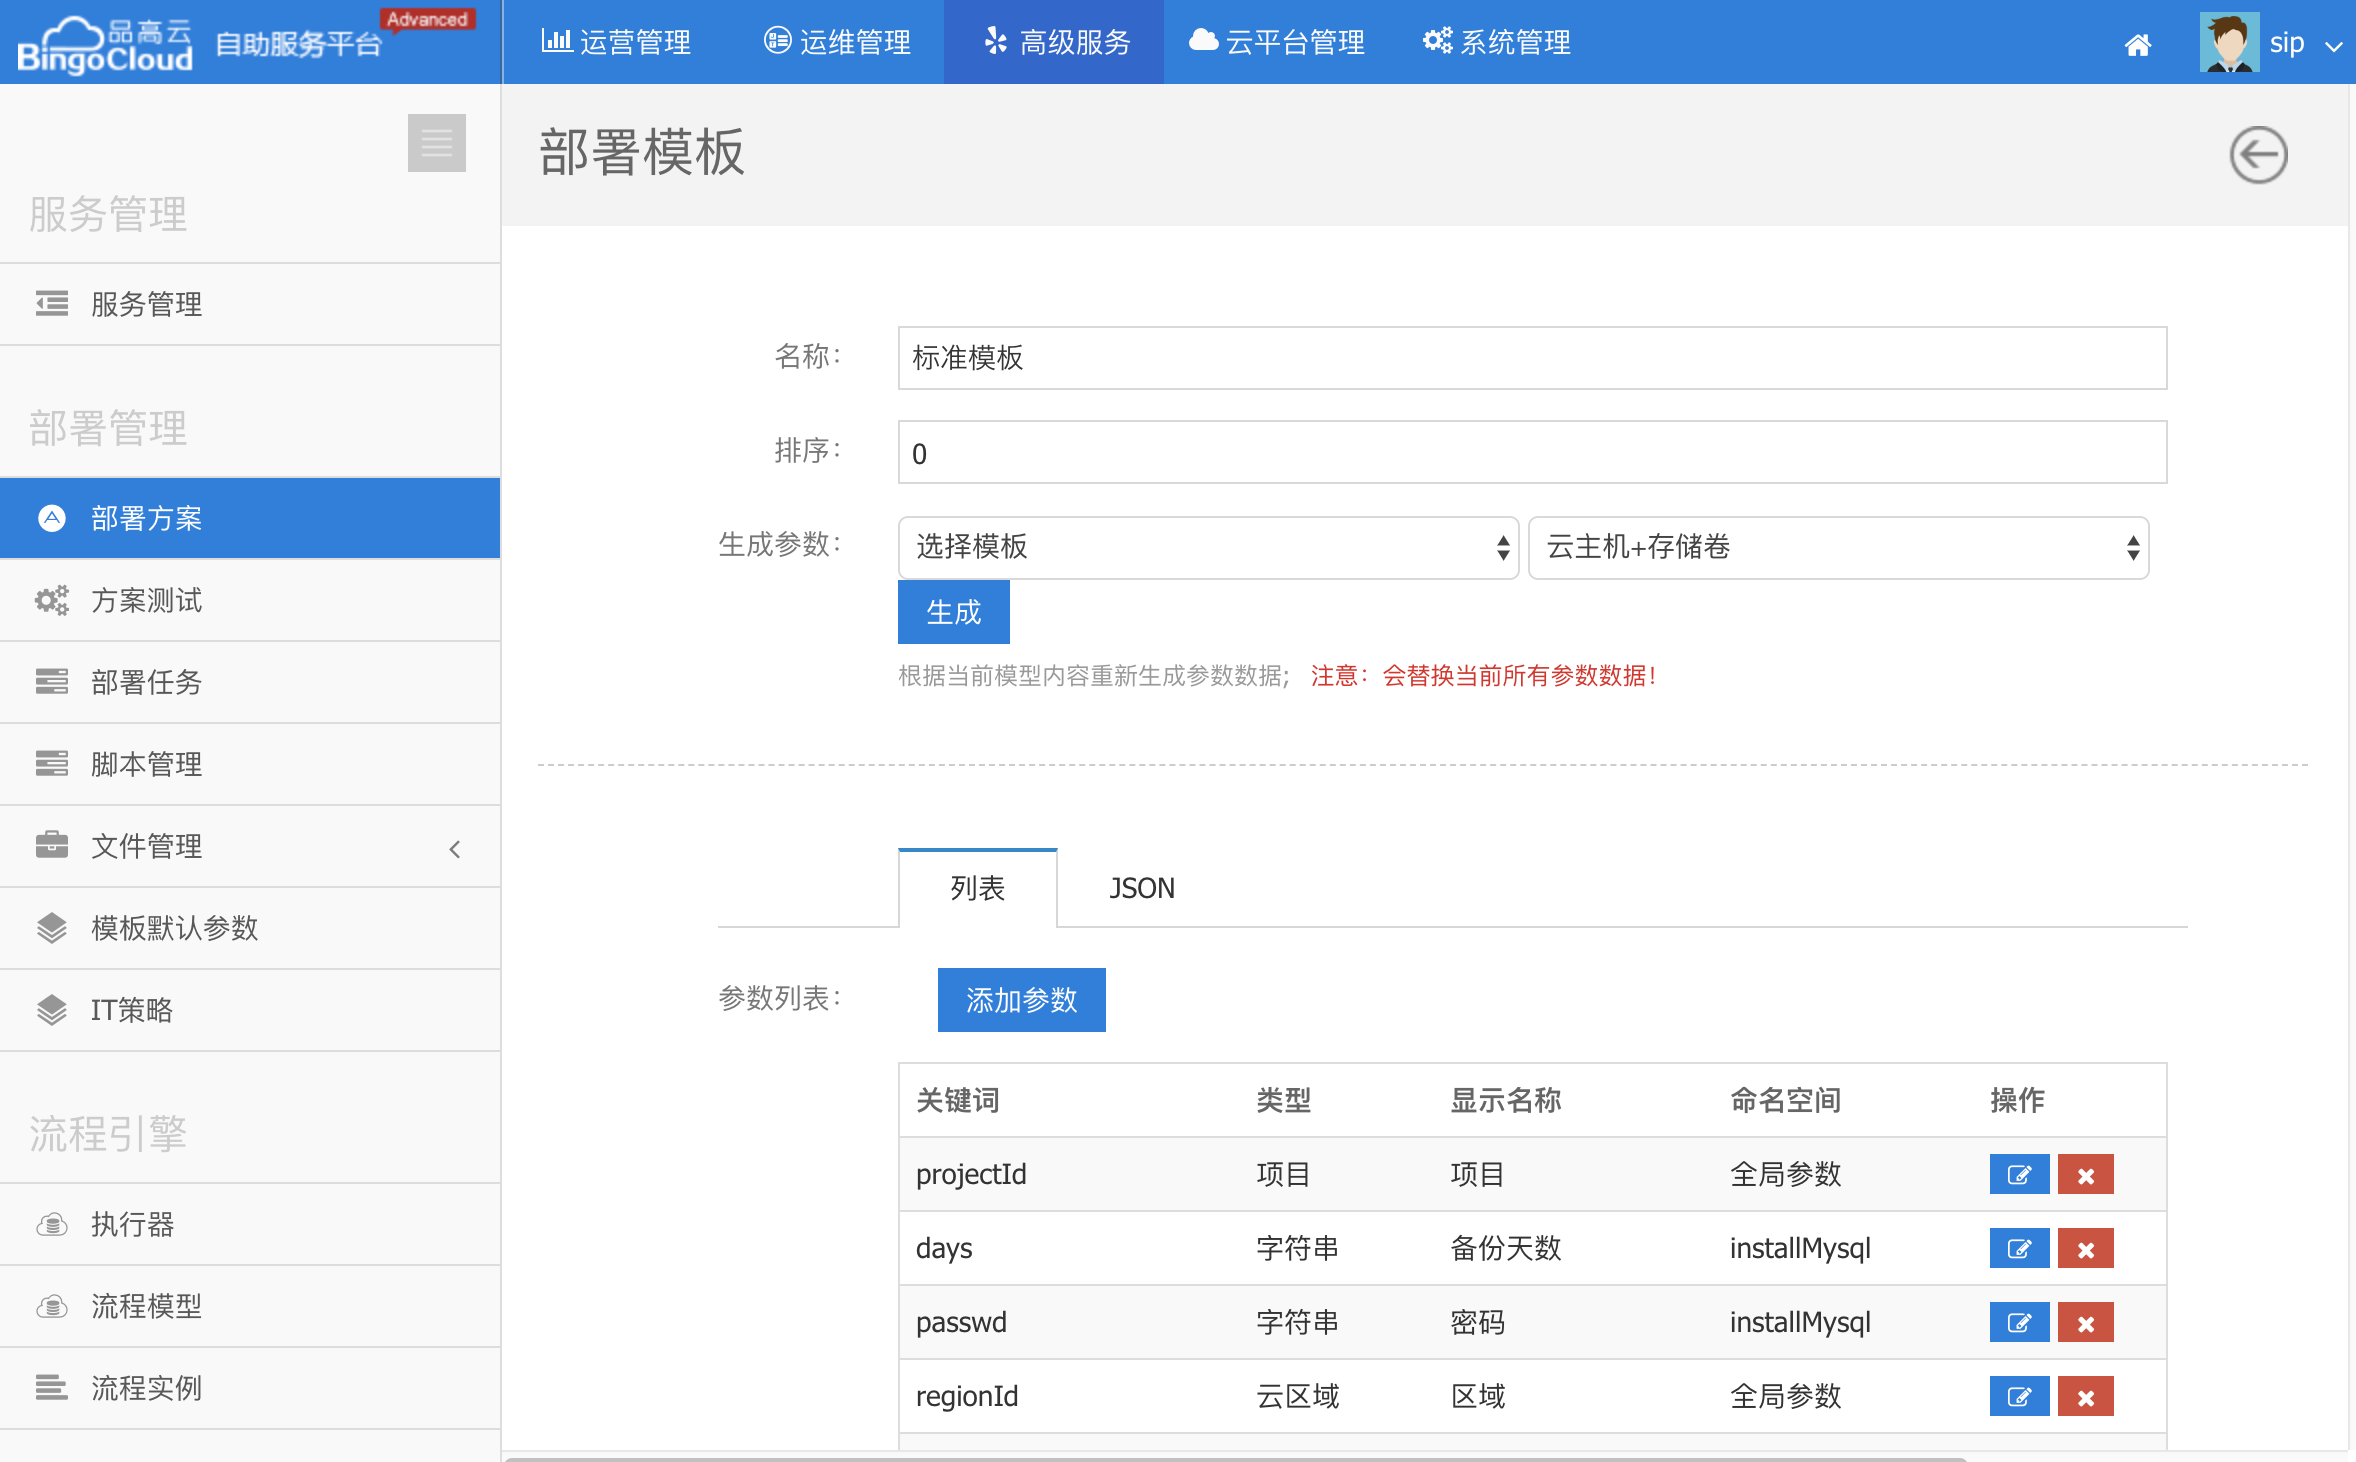 品高云
BingoCloud 自助服务平台 Advanced
运营管理 运维管理 高级服务 云平台管理 系统管理 sip
服务管理
服务管理
部署管理
部署方案
方案测试
部署任务
脚本管理
文件管理
模板默认参数
IT策略
流程引擎
执行器
流程模型
流程实例
部署模板
名称： 标准模板
排序： 0
生成参数： 选择模板 云主机+存储卷
生成
根据当前模型内容重新生成参数数据； 注意：会替换当前所有参数数据！
列表 JSON
参数列表： 添加参数
关键词 类型 显示名称 命名空间 操作
projectId 项目 项目 全局参数
days 字符串 备份天数 installMysql
passwd 字符串 密码 installMysql
regionId 云区域 区域 全局参数